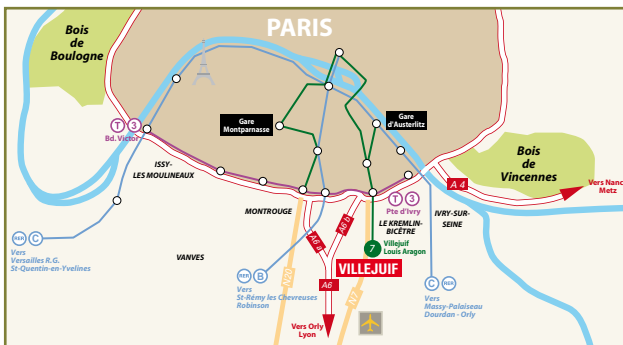 PARIS
Bois
de
Boulogne
Gare
Montparnasse
Gare
d'Austerlitz
T 3
Bd. Victor
ISSY-
LES MOULINEAUX
Bois
de
Vincennes
A 4
Vers Nanc
Metz
MONTROUGE
T 3
Pte d'Ivry
IVRY-SUR-
SEINE
LE KREMLIN-
BICÊTRE
A6 a
A6 b
RER C
Vers
Versailles R.G.
St-Quentin-en-Yvelines
VANVES
7
Villejuif
Louis Aragon
VILLEJUIF
RER B
Vers
St-Rémy les Chevreuses
Robinson
N20
A6
N7
C RER
Vers
Massy-Palaiseau
Dourdan - Orly
Vers Orly
Lyon